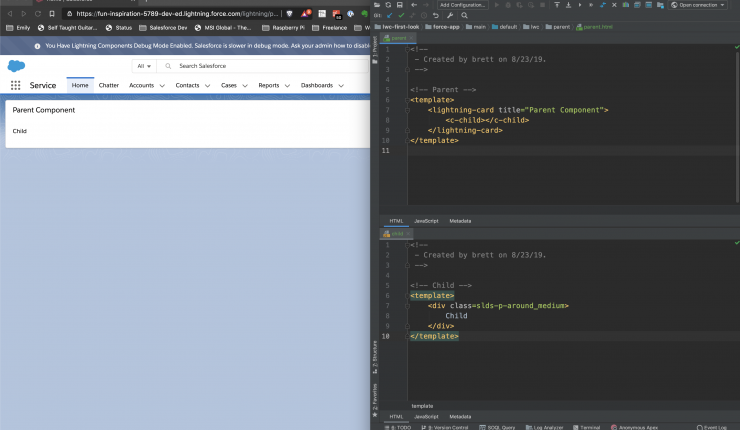 https://fun-inspiration-5789-dev-ed.lightning.force.com/lightning/p...
Emily
Self Taught Guitar...
Salesforce Dev
Status
MSI Global - The...
Raspberry Pi
Freelance
You Have Lightning Components Debug Mode Enabled. Salesforce is slower in debug mode. Ask your admin how to disable
All
Search Salesforce
Service
Home
Chatter
Accounts
Contacts
Cases
Reports
Dashboards
Parent Component
Child
Add Configuration...
Open connection
lwc-first-look
force-app
main
default
lwc
parent
parent.html
parent
1 <!--
2 - Created by brett on 8/23/19.
3 -->
4
5 <!-- Parent -->
6 <template>
7 <lightning-card title="Parent Component">
8 <c-child></c-child>
9 </lightning-card>
10 </template>
11
HTML
JavaScript
Metadata
1 <!--
2 - Created by brett on 8/23/19.
3 -->
4
5 <!-- Child -->
6 <template>
7 <div class=slds-p-around_medium>
8 Child
9 </div>
10 </template>
template
HTML
JavaScript
Metadata
1: Project
Z: Structure
2: Favorites
6: TODO
9: Version Control
SOQL Query
Log Analyzer
Terminal
Anonymous Apex
Event Log